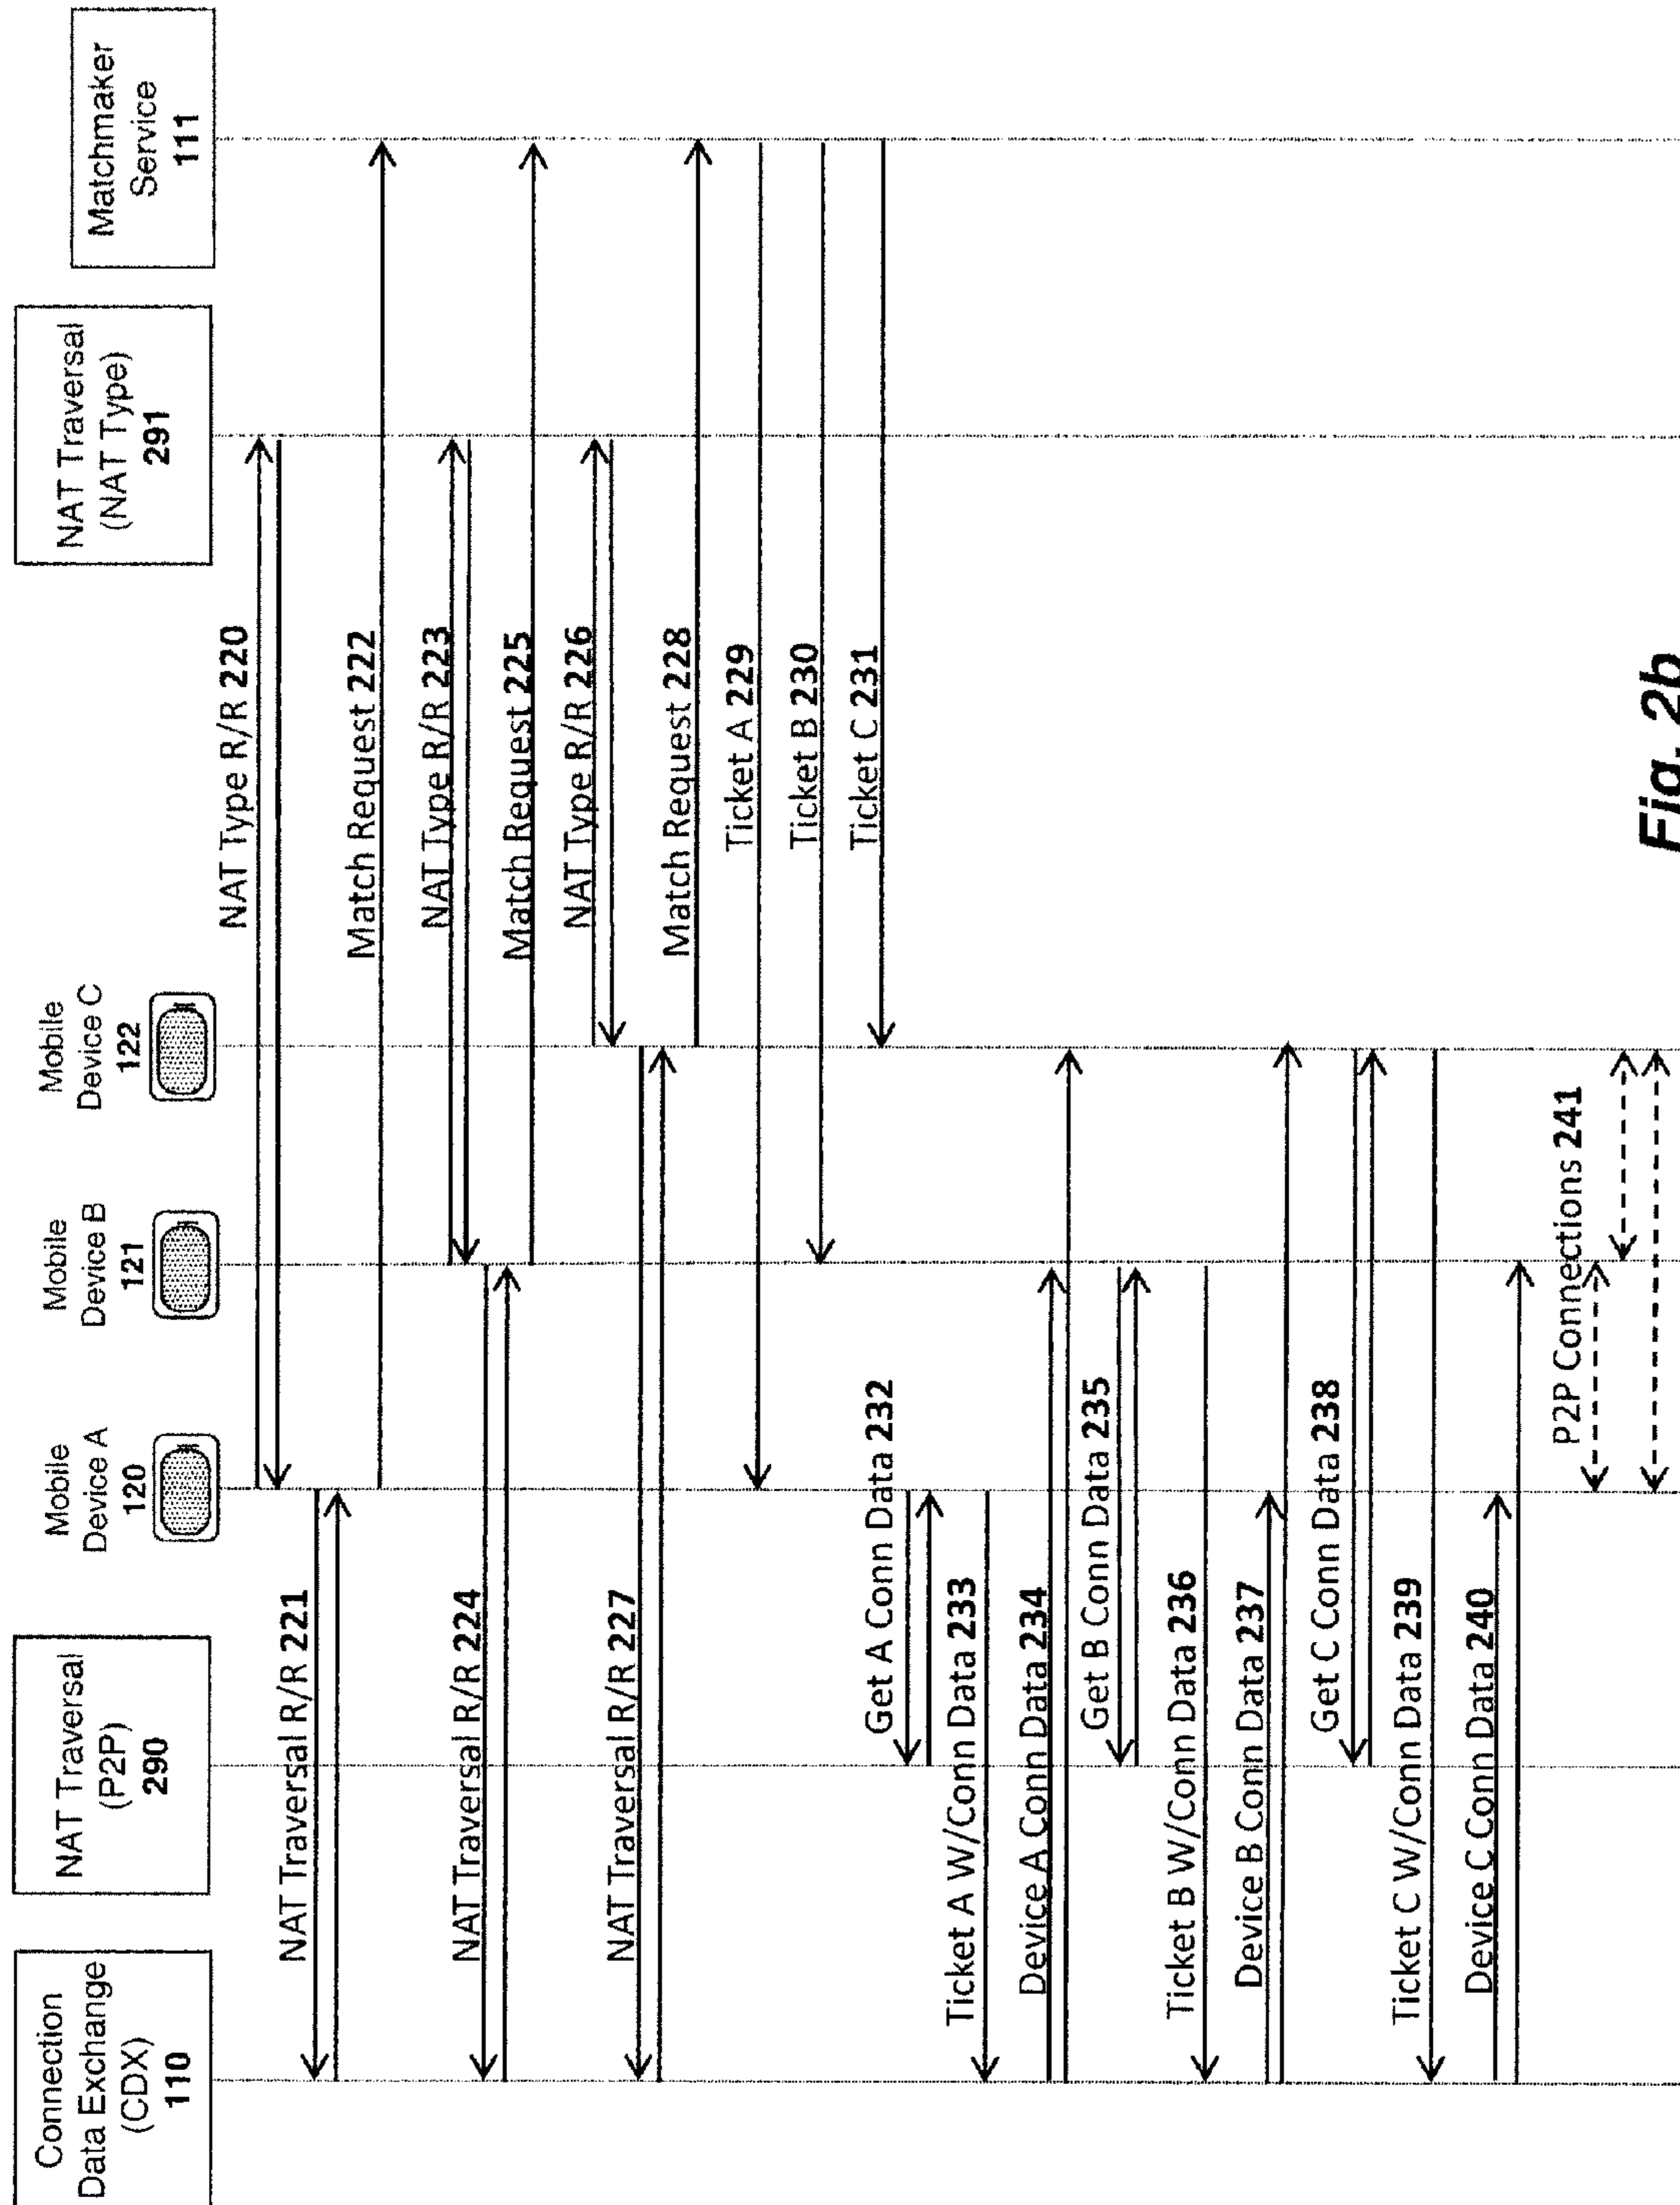 Connection
Data Exchange
(CDX)
110
NAT Traversal
(P2P)
290
Mobile
Device A
120
Mobile
Device B
121
Mobile
Device C
122
NAT Traversal
(NAT Type)
291
Matchmaker
Service
111
NAT Type R/R 220
NAT Traversal R/R 221
Match Request 222
NAT Type R/R 223
NAT Traversal R/R 224
Match Request 225
NAT Type R/R 226
NAT Traversal R/R 227
Match Request 228
Ticket A 229
Ticket B 230
Ticket C 231
Get A Conn Data 232
Ticket A W/Conn Data 233
Device A Conn Data 234
Get B Conn Data 235
Ticket B W/Conn Data 236
Device B Conn Data 237
Get C Conn Data 238
Ticket C W/Conn Data 239
Device C Conn Data 240
P2P Connections 241
Fig. 2b